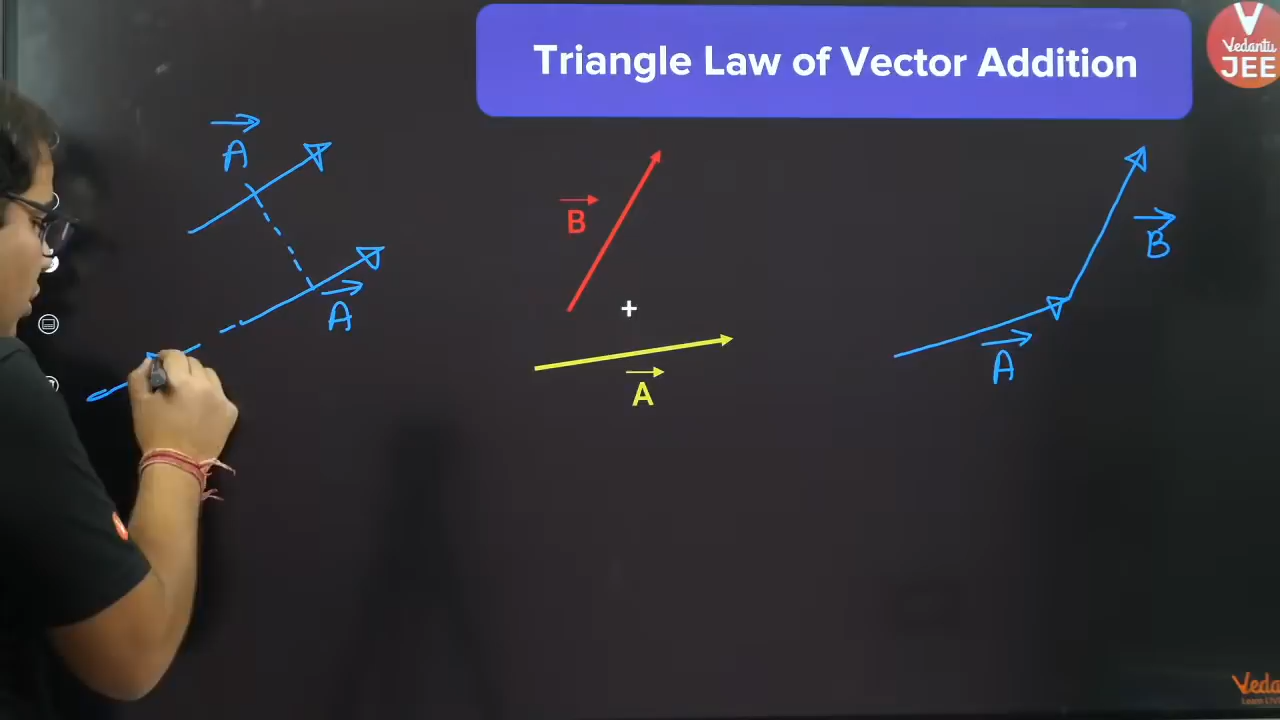 Triangle Law of Vector Addition
V
Vedantu
JEE
A
A
B
+
A
B
A
Veda